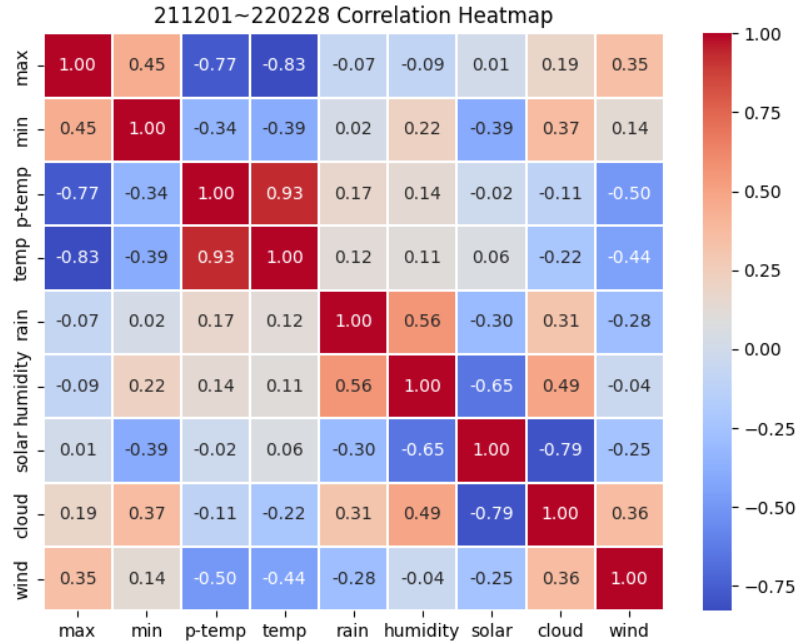 211201~220228 Correlation Heatmap
max 1.00 0.45 -0.77 -0.83 -0.07 -0.09 0.01 0.19 0.35
min 0.45 1.00 -0.34 -0.39 0.02 0.22 -0.39 0.37 0.14
p-temp -0.77 -0.34 1.00 0.93 0.17 0.14 -0.02 -0.11 -0.50
temp -0.83 -0.39 0.93 1.00 0.12 0.11 0.06 -0.22 -0.44
rain -0.07 0.02 0.17 0.12 1.00 0.56 -0.30 0.31 -0.28
humidity -0.09 0.22 0.14 0.11 0.56 1.00 -0.65 0.49 -0.04
solar 0.01 -0.39 -0.02 0.06 -0.30 -0.65 1.00 -0.79 -0.25
cloud 0.19 0.37 -0.11 -0.22 0.31 0.49 -0.79 1.00 0.36
wind 0.35 0.14 -0.50 -0.44 -0.28 -0.04 -0.25 0.36 1.00
max min p-temp temp rain humidity solar cloud wind
1.00
0.75
0.50
0.25
0.00
-0.25
-0.50
-0.75